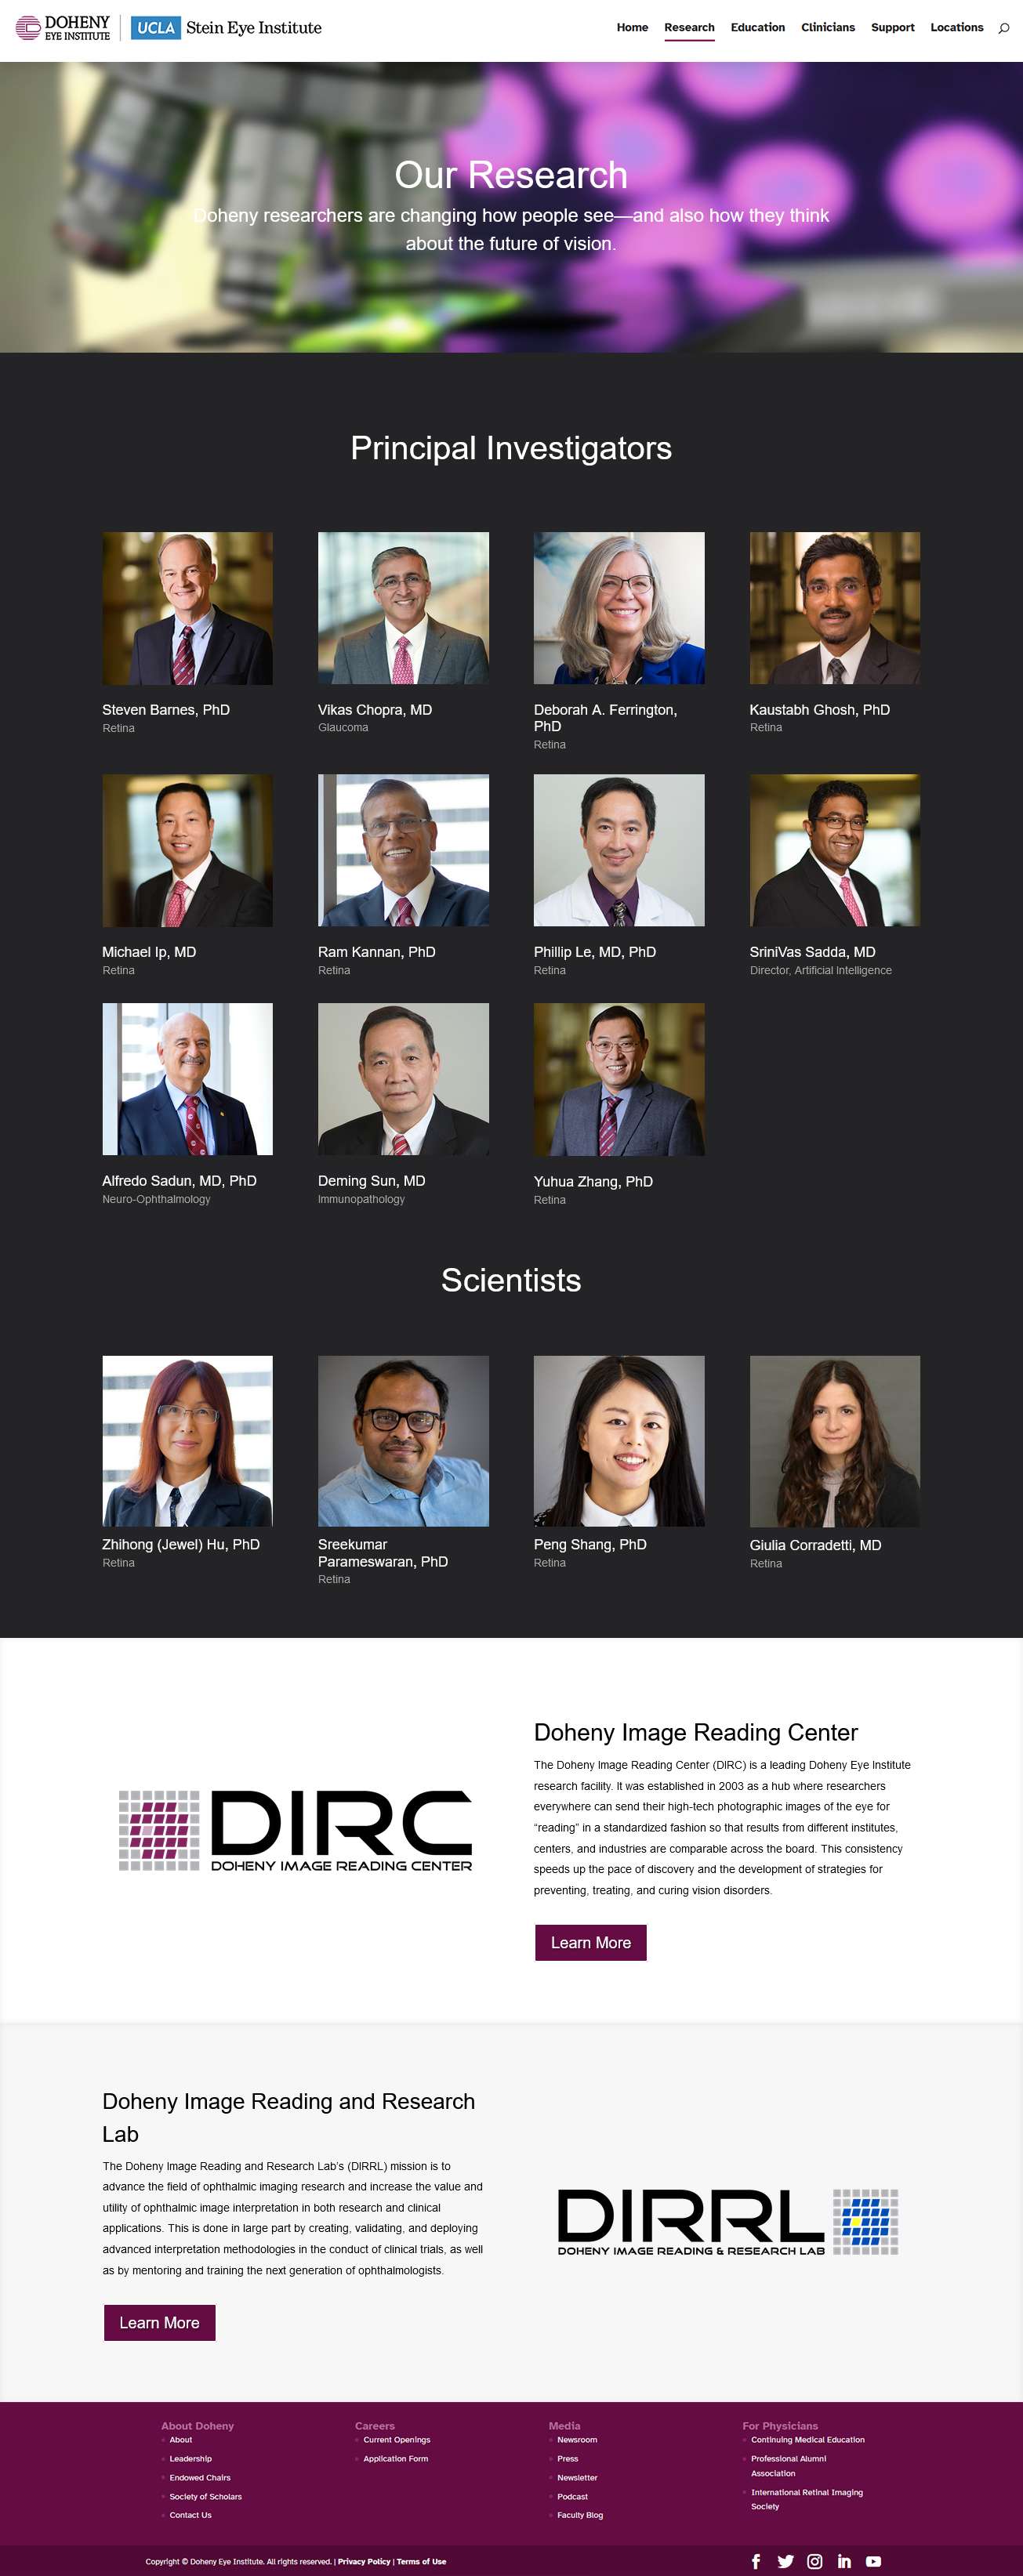 DOHENY
EYE INSTITUTE
UCLA Stein Eye Institute
Home Research Education Clinicians Support Locations
Our Research
Doheny researchers are changing how people see—and also how they think
about the future of vision.
Principal Investigators
Steven Barnes, PhD
Retina
Vikas Chopra, MD
Glaucoma
Deborah A. Ferrington,
PhD
Retina
Kaustabh Ghosh, PhD
Retina
Michael Ip, MD
Retina
Ram Kannan, PhD
Retina
Phillip Le, MD, PhD
Retina
SriniVas Sadda, MD
Director, Artificial Intelligence
Alfredo Sadun, MD, PhD
Neuro-Ophthalmology
Deming Sun, MD
Immunopathology
Yuhua Zhang, PhD
Retina
Scientists
Zhihong (Jewel) Hu, PhD
Retina
Sreekumar
Parameswaran, PhD
Retina
Peng Shang, PhD
Retina
Giulia Corradetti, MD
Retina
DIRC
DOHENY IMAGE READING CENTER
Doheny Image Reading Center
The Doheny Image Reading Center (DIRC) is a leading Doheny Eye Institute
research facility. It was established in 2003 as a hub where researchers
everywhere can send their high-tech photographic images of the eye for
“reading” in a standardized fashion so that results from different institutes,
centers, and industries are comparable across the board. This consistency
speeds up the pace of discovery and the development of strategies for
preventing, treating, and curing vision disorders.
Learn More
Doheny Image Reading and Research
Lab
The Doheny Image Reading and Research Lab’s (DIRRL) mission is to
advance the field of ophthalmic imaging research and increase the value and
utility of ophthalmic image interpretation in both research and clinical
applications. This is done in large part by creating, validating, and deploying
advanced interpretation methodologies in the conduct of clinical trials, as well
as by mentoring and training the next generation of ophthalmologists.
Learn More
DIRRL
DOHENY IMAGE READING & RESEARCH LAB
About Doheny
About
Leadership
Endowed Chairs
Society of Scholars
Contact Us
Careers
Current Openings
Application Form
Media
Newsroom
Press
Newsletter
Podcast
Faculty Blog
For Physicians
Continuing Medical Education
Professional Alumni
Association
International Retinal Imaging
Society
Copyright © Doheny Eye Institute. All rights reserved. | Privacy Policy | Terms of Use